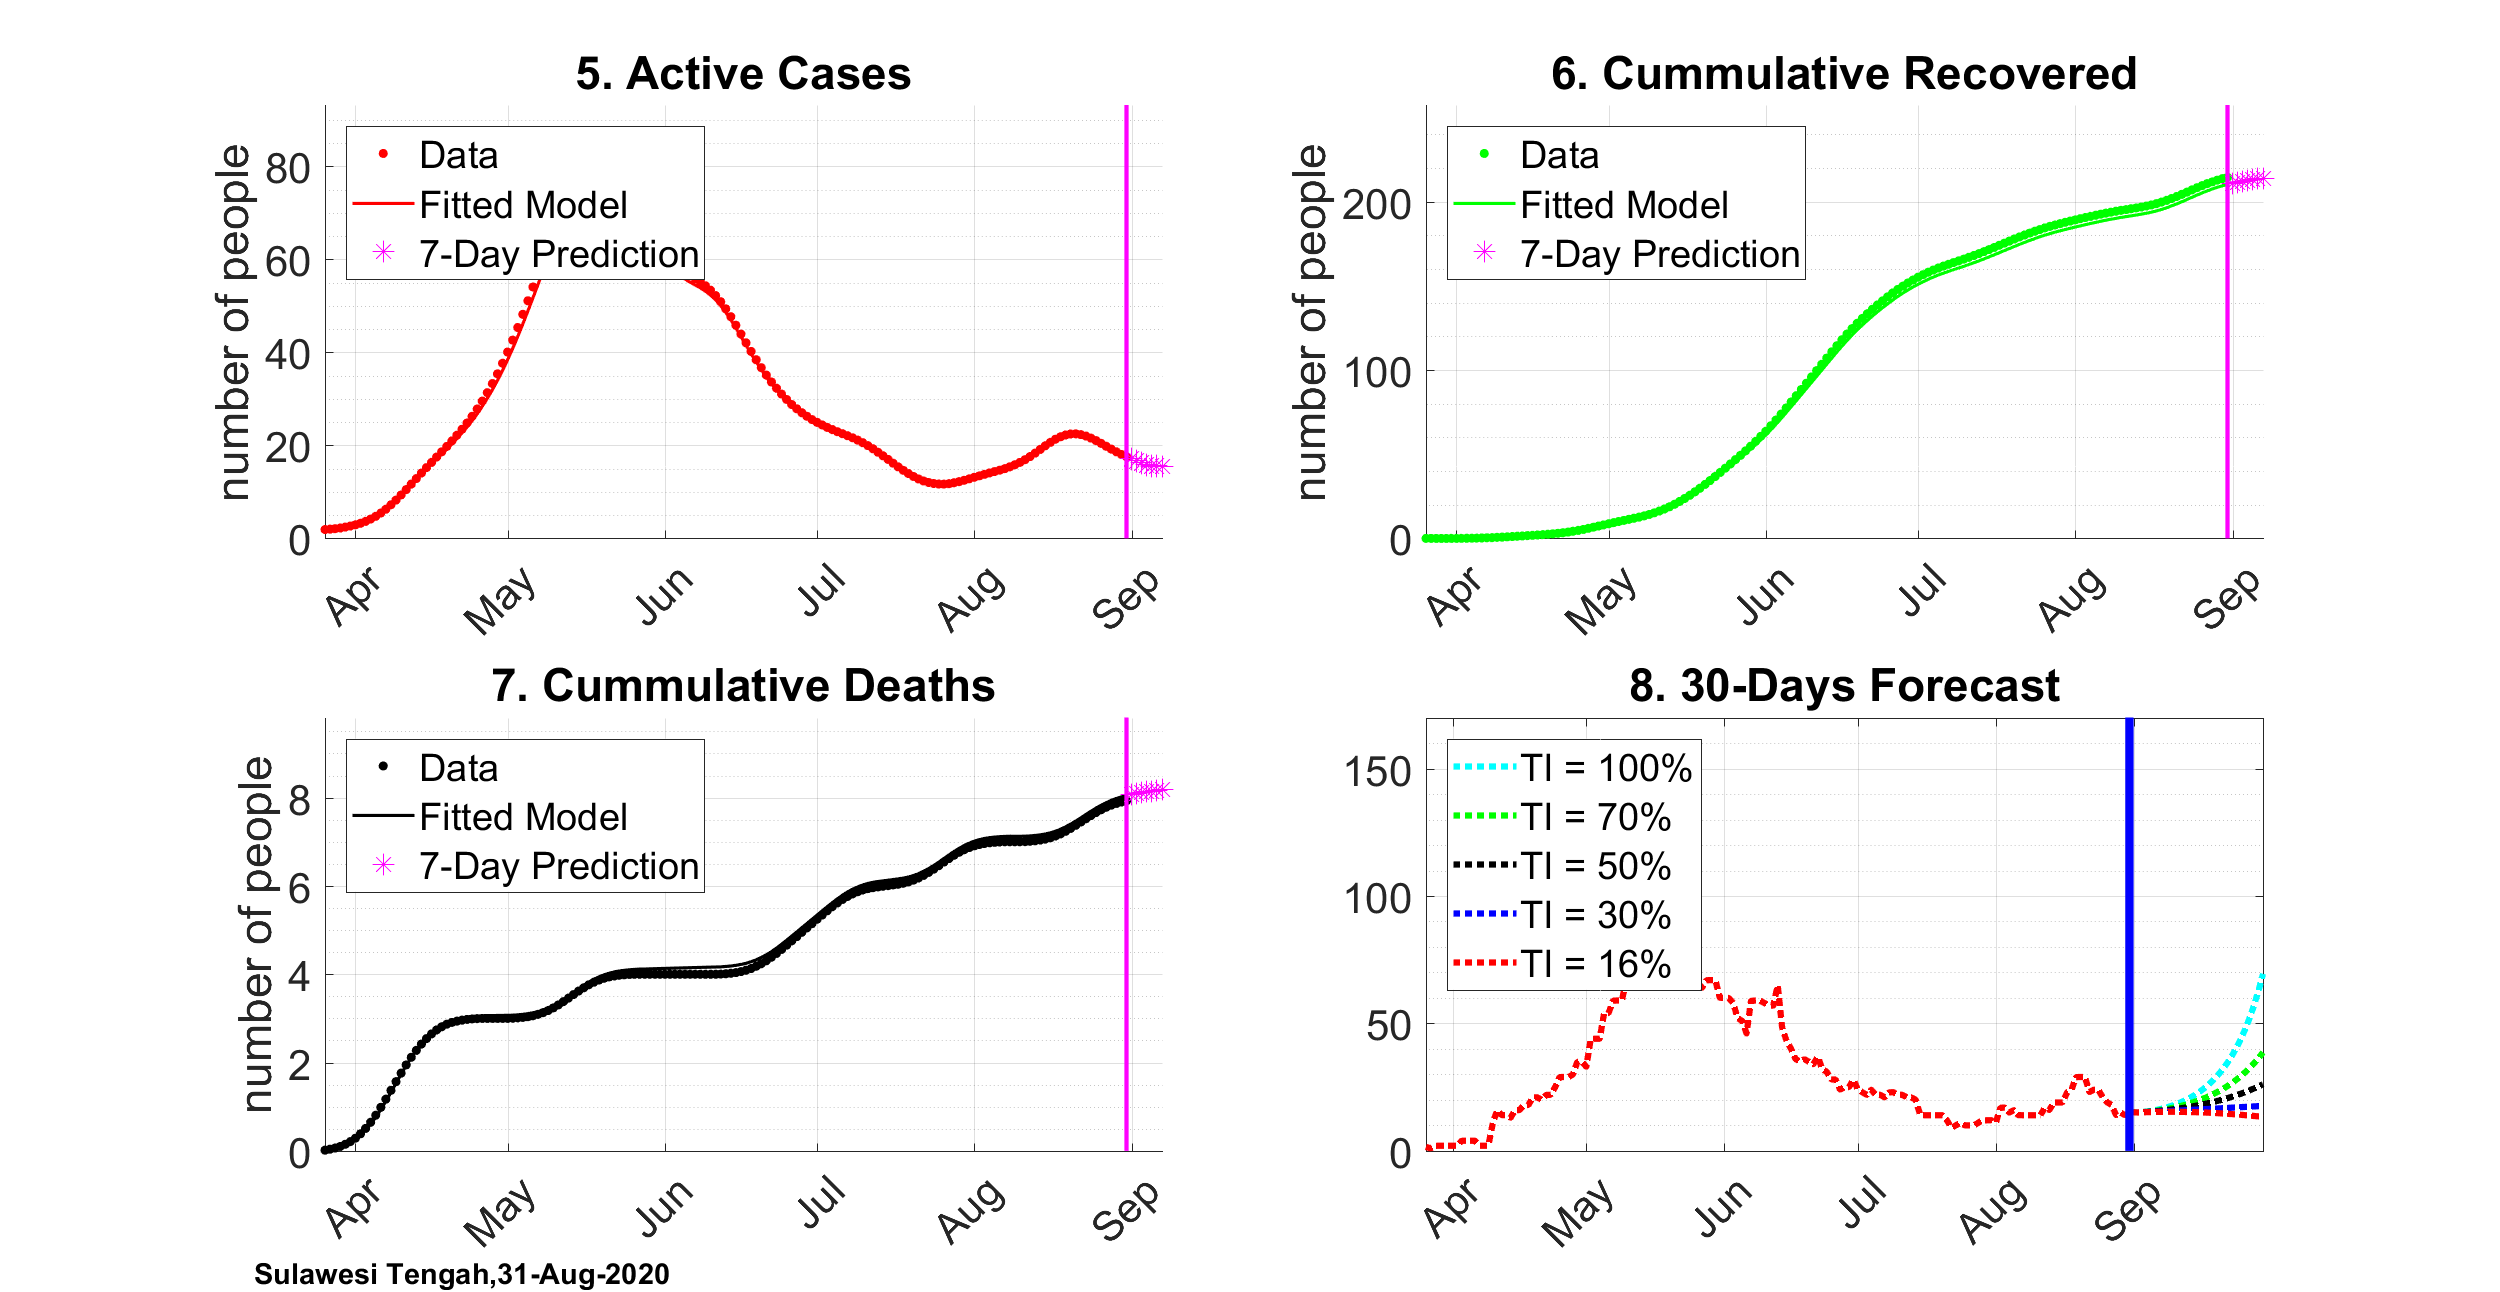 5. Active Cases
number of people
80
60
40
20
0
Data
Fitted Model
7-Day Prediction
Apr
May
Jun
Jul
Aug
Sep
6. Cummulative Recovered
number of people
200
100
0
Data
Fitted Model
7-Day Prediction
Apr
May
Jun
Jul
Aug
Sep
7. Cummulative Deaths
number of people
8
6
4
2
0
Data
Fitted Model
7-Day Prediction
Apr
May
Jun
Jul
Aug
Sep
8. 30-Days Forecast
150
100
50
0
TI = 100%
TI = 70%
TI = 50%
TI = 30%
TI = 16%
Apr
May
Jun
Jul
Aug
Sep
Sulawesi Tengah,31-Aug-2020